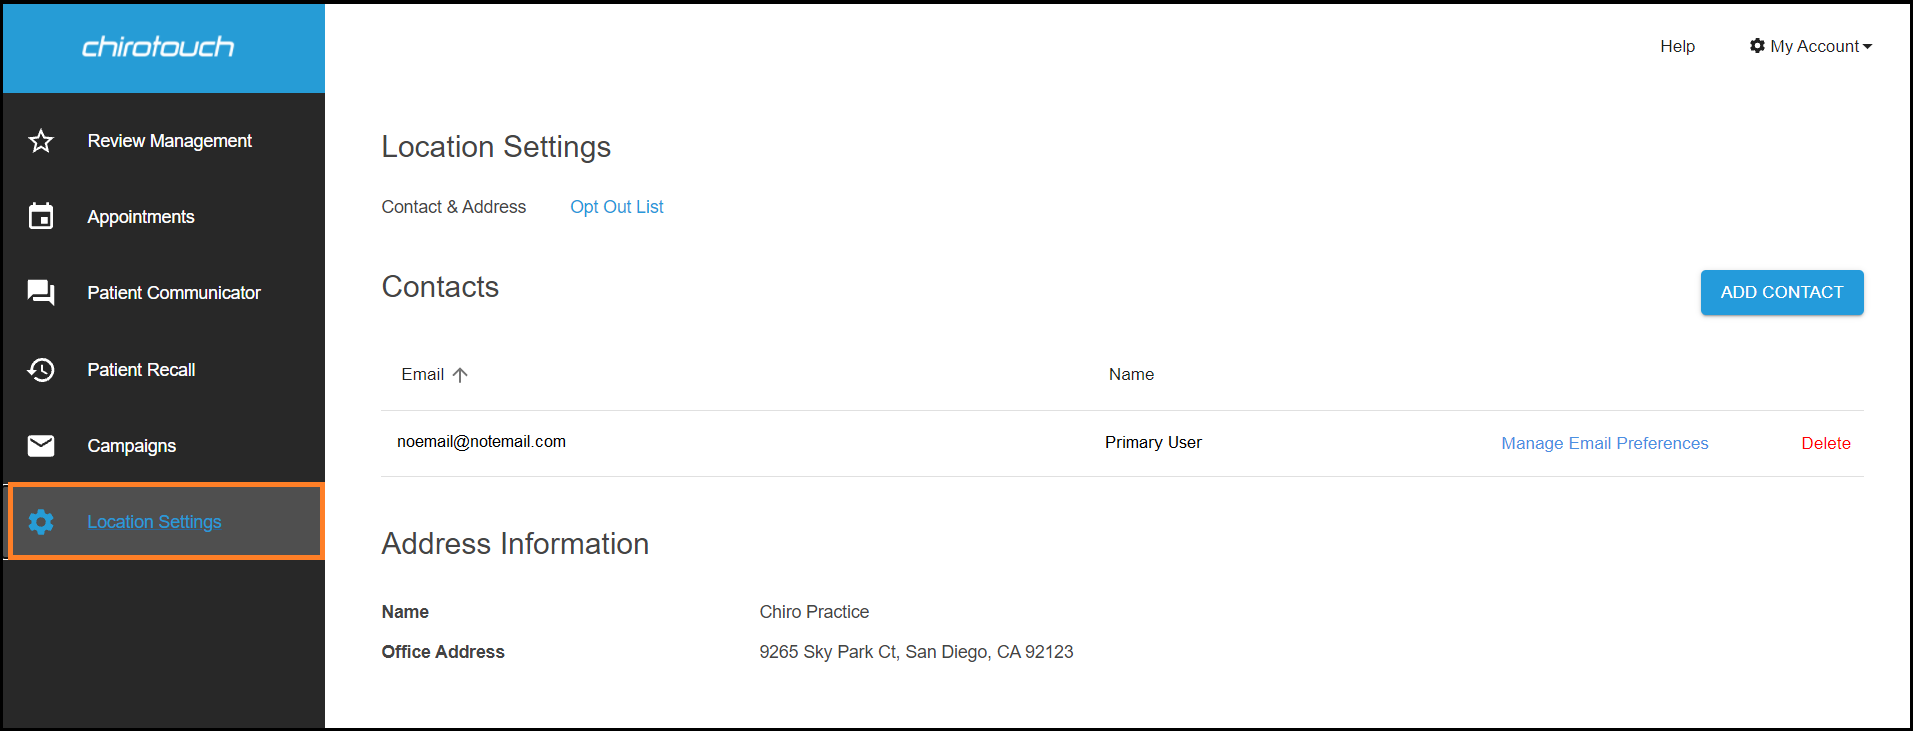 chirotouch
Help
My Account
Review Management
Appointments
Patient Communicator
Patient Recall
Campaigns
Location Settings
Location Settings
Contact & Address
Opt Out List
Contacts
ADD CONTACT
Email
Name
noemail@notemail.com
Primary User
Manage Email Preferences
Delete
Address Information
Name
Chiro Practice
Office Address
9265 Sky Park Ct, San Diego, CA 92123